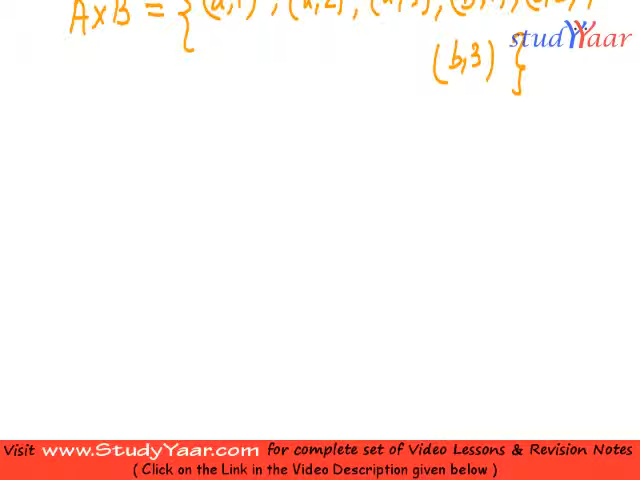 A×B = { (a,1) , (a,2) , (a,3) , (b,1) , (b,2) ,
(b,3) }
studYYaar
Visit www.StudyYaar.com for complete set of Video Lessons & Revision Notes
( Click on the Link in the Video Description given below )